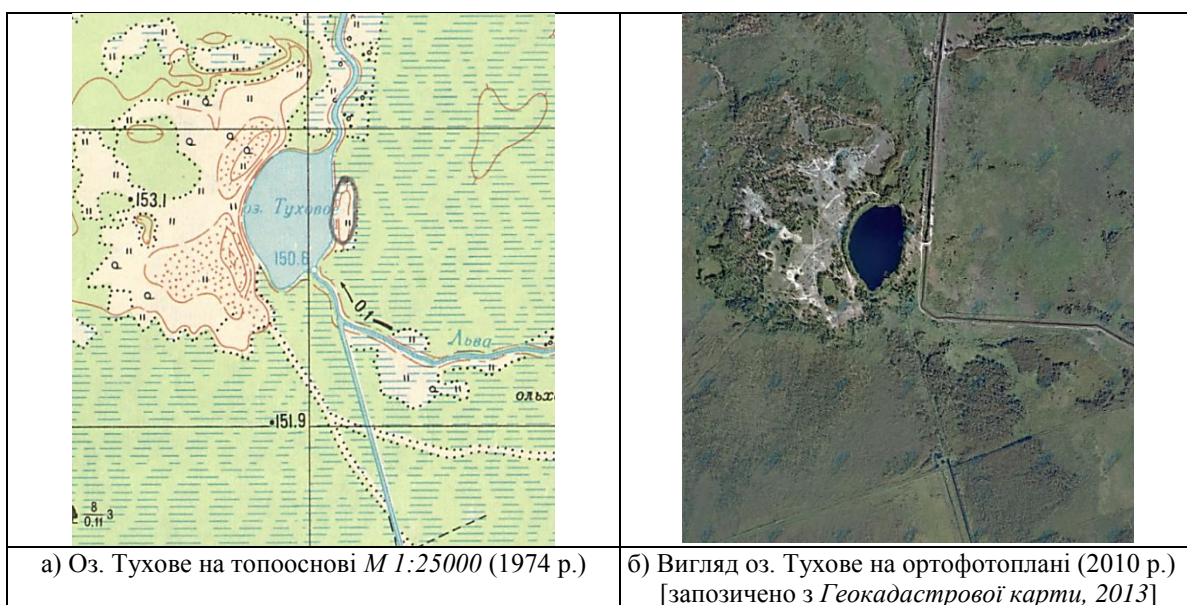 153.1
оз. Туховое
150.6
0.1
Льва
ольх
151.9
8
0.11 3
а) Оз. Тухове на топооснові М 1:25000 (1974 р.)
б) Вигляд оз. Тухове на ортофотоплані (2010 р.)
[запозичено з Геокадастрової карти, 2013]